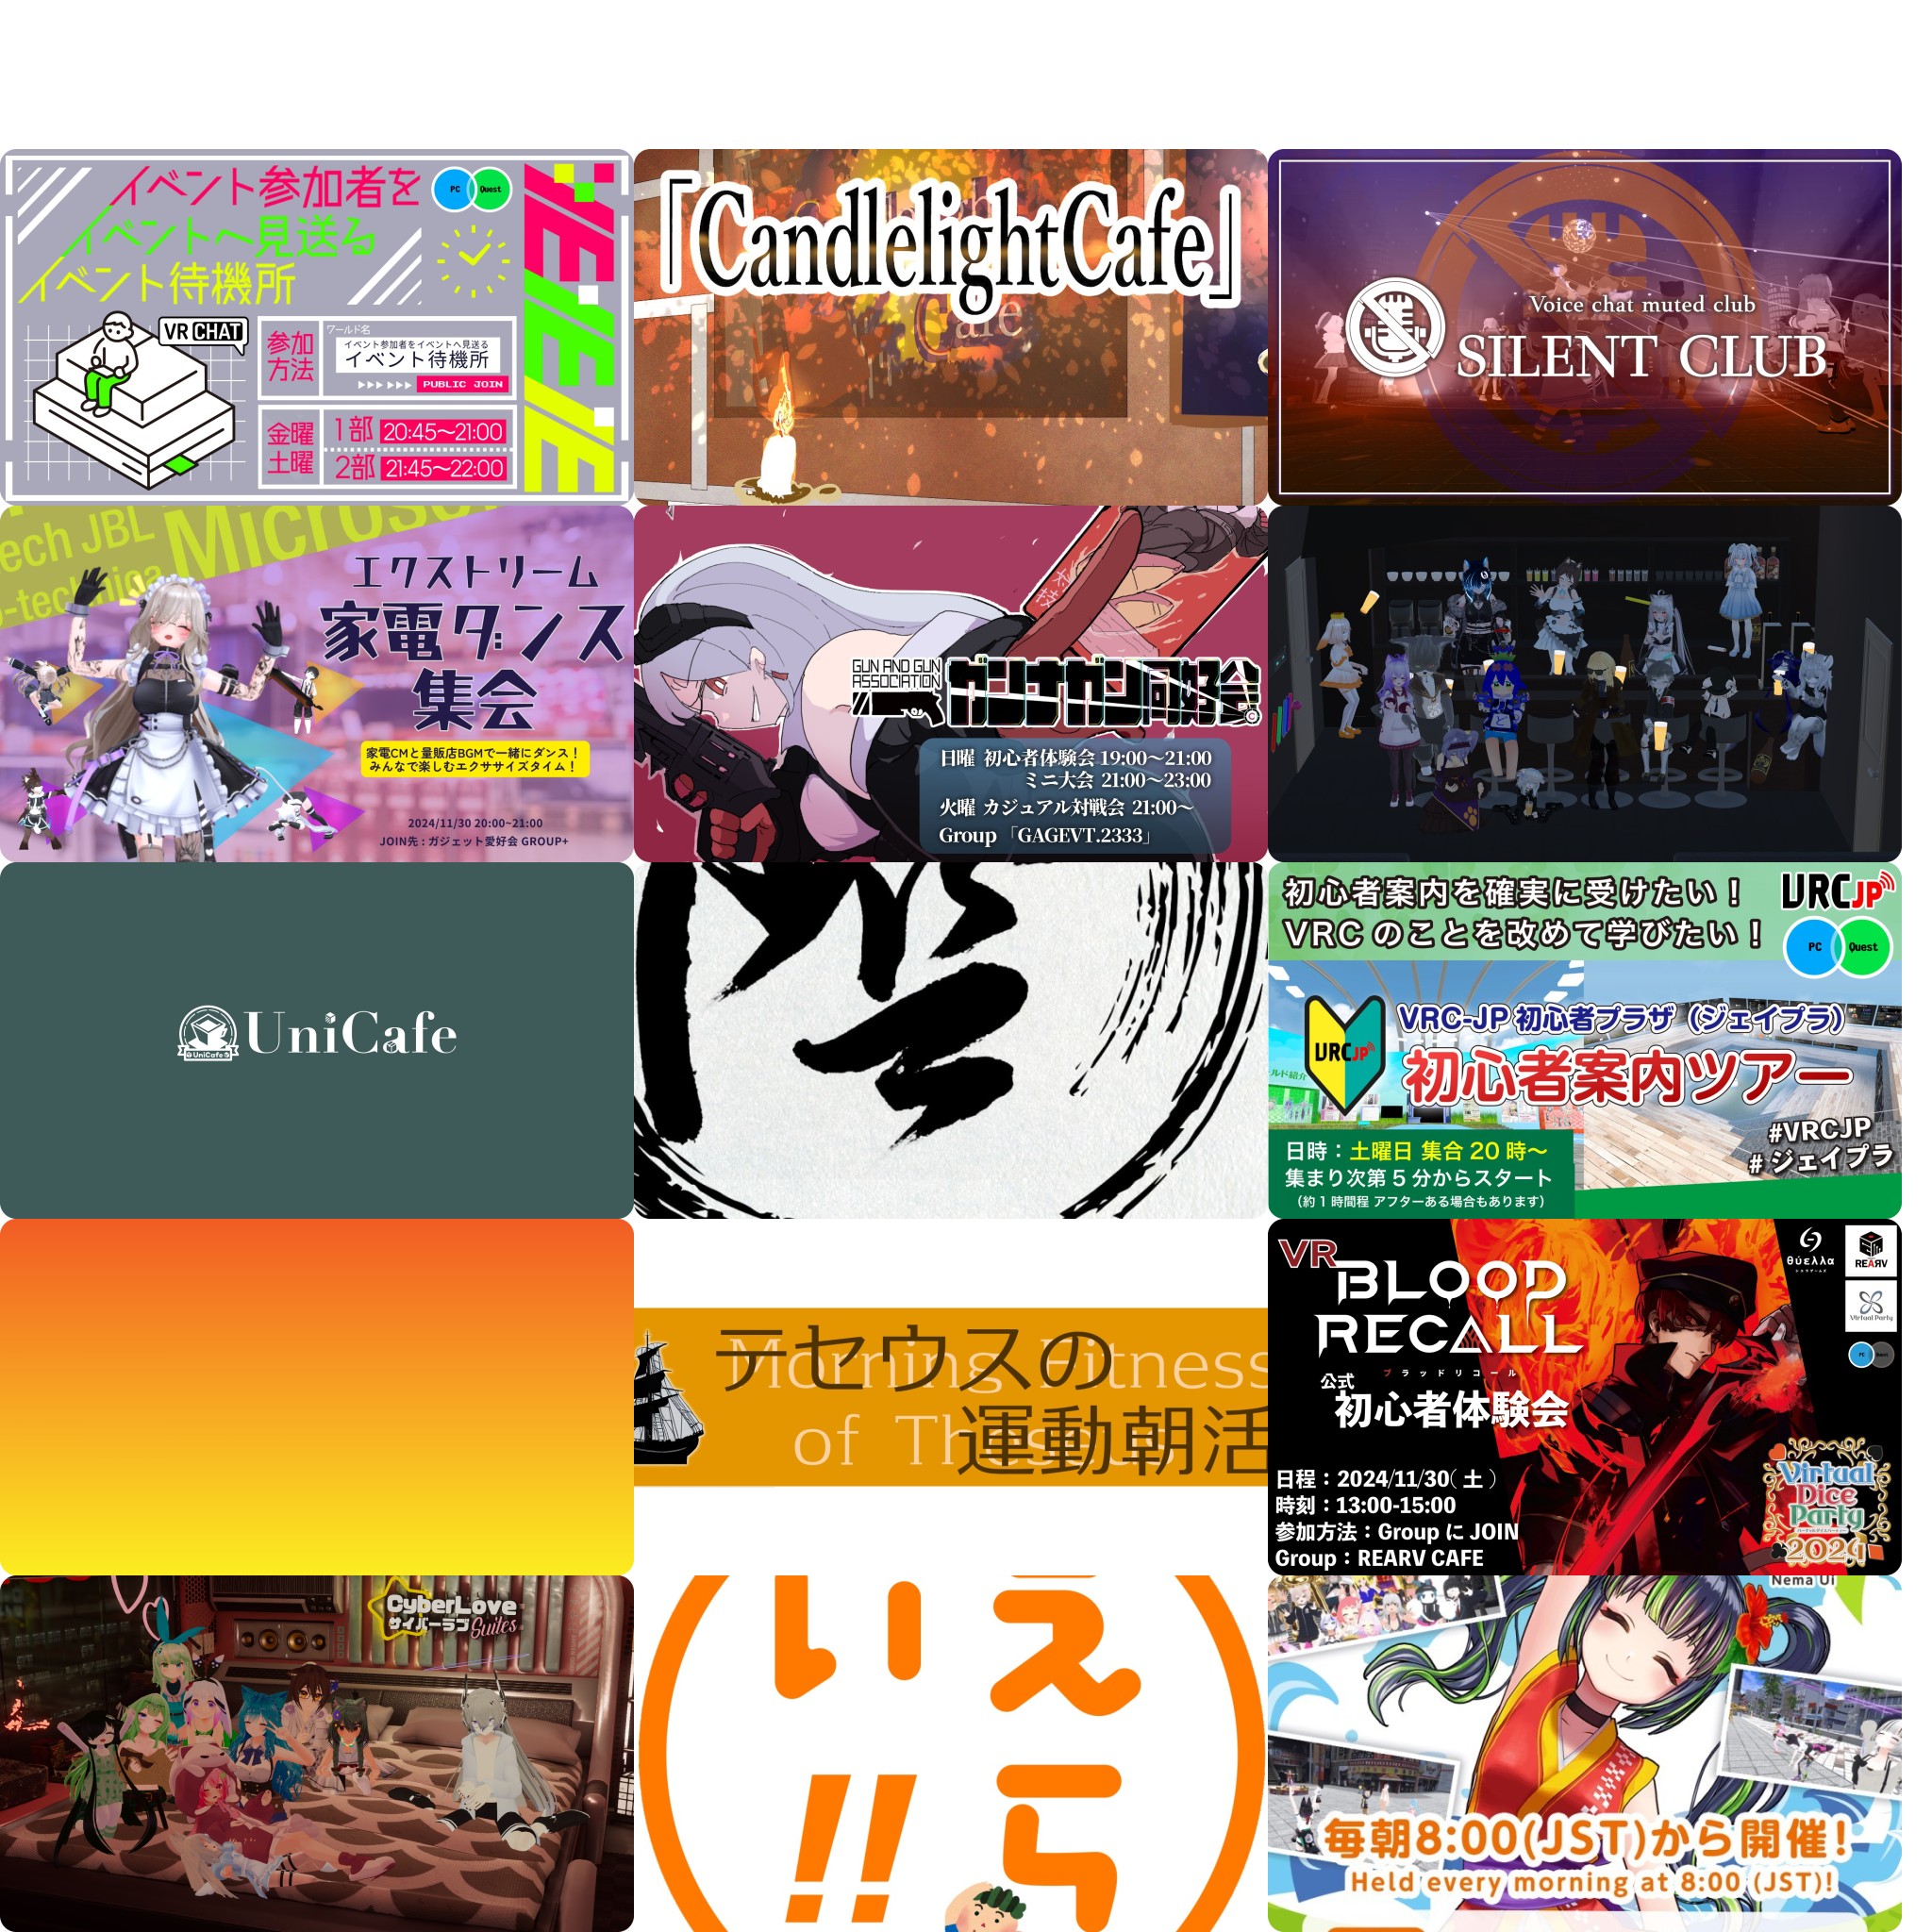 イベント参加者を
イベントへ見送る
イベント待機所
PC
Quest
VR CHAT
参加
方法
ワールド名
イベント参加者をイベントへ見送る
イベント待機所
PUBLIC JOIN
金曜
土曜
1部 20:45〜21:00
2部 21:45〜22:00
「CandlelightCafe」
Cafe
Voice chat muted club
SILENT CLUB
ech JBL
Microsof
-technica
エクストリーム
家電ダンス
集会
家電CMと量販店BGMで一緒にダンス！
みんなで楽しむエクササイズタイム！
2024/11/30 20:00~21:00
JOIN先 : ガジェット愛好会 GROUP+
GUN AND GUN
ASSOCIATION
ガンナガン同好会
日曜 初心者体験会 19:00〜21:00
ミニ大会 21:00〜23:00
火曜 カジュアル対戦会 21:00〜
Group 「GAGEVT.2333」
UniCafe
UniCafe
初心者案内を確実に受けたい！
VRC のことを改めて学びたい！
VRC JP
PC
Quest
VRC-JP 初心者プラザ（ジェイプラ）
VRC JP
初心者案内ツアー
ルド紹介
#VRCJP
# ジェイプラ
日時：土曜日 集合 20 時〜
集まり次第 5 分からスタート
（約 1 時間程 アフターある場合もあります）
テセウスの
運動朝活
Morning Fitness
of Theseus
VR
BLOOD
RECALL
ブラッドリコール
公式
初心者体験会
日程：2024/11/30（土）
時刻：13:00-15:00
参加方法：Group に JOIN
Group：REARV CAFE
θύελλα
REARV
Virtual Party
Virtual
Dice
Party
2024
CyberLove
サイバーラブ Suites
えら
い!!
Nema Ui
毎朝8:00(JST)から開催!
Held every morning at 8:00 (JST)!